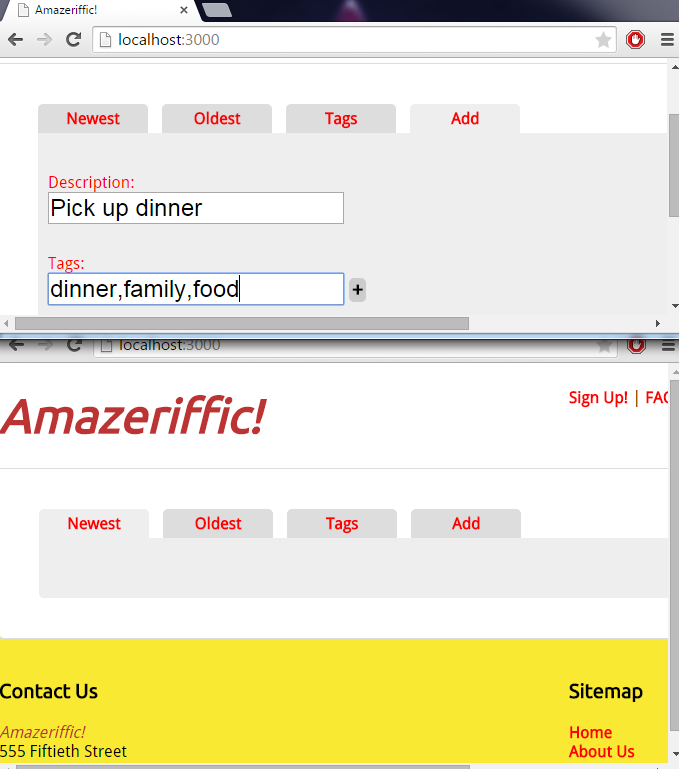 Amazeriffic!
localhost:3000
Newest Oldest Tags Add
Description:
Pick up dinner
Tags:
dinner,family,food +
localhost:3000
Amazeriffic! Sign Up! | FAQ
Newest Oldest Tags Add
Contact Us Sitemap
Amazeriffic! Home
555 Fiftieth Street About Us